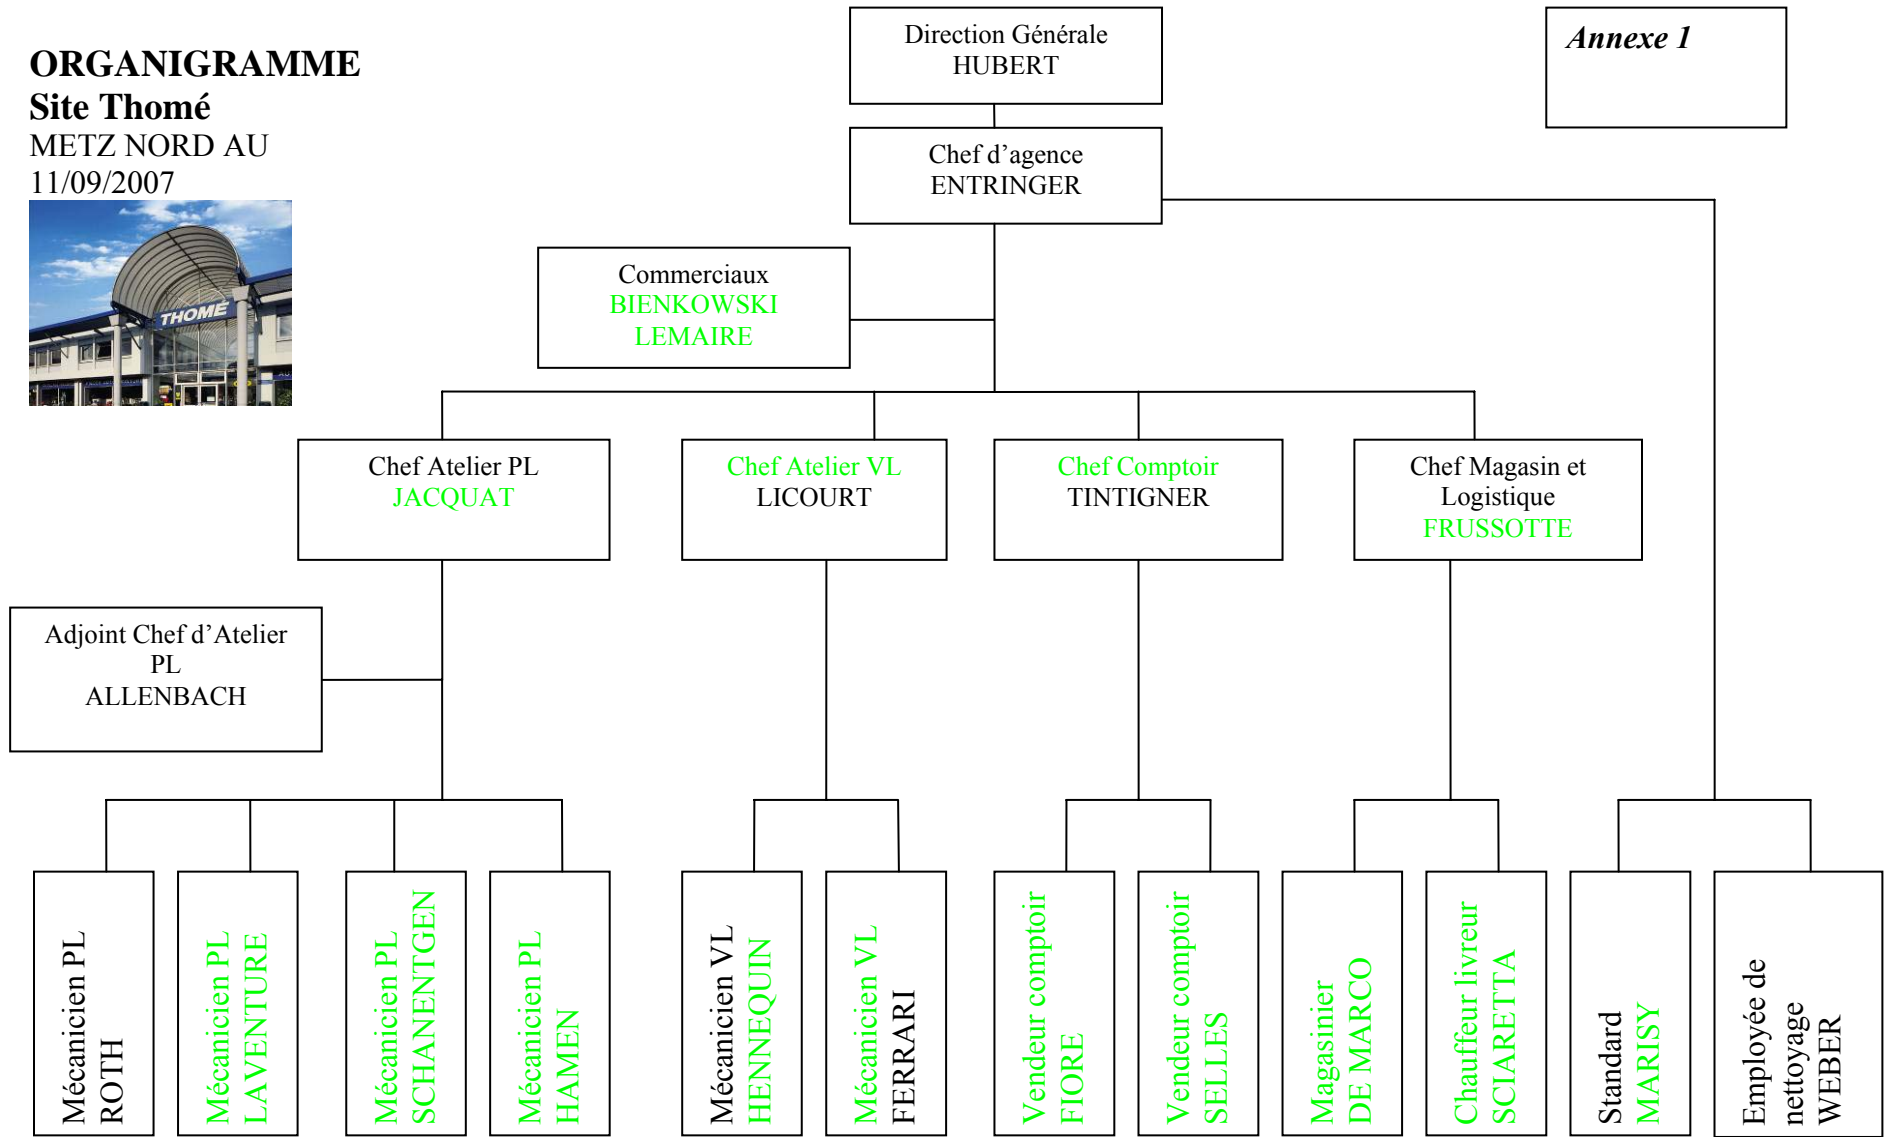 ORGANIGRAMME
Site Thomé
METZ NORD AU
11/09/2007
THOMÉ
Direction Générale
HUBERT
Annexe 1
Chef d’agence
ENTRINGER
Commerciaux
BIENKOWSKI
LEMAIRE
Chef Atelier PL
JACQUAT
Chef Atelier VL
LICOURT
Chef Comptoir
TINTIGNER
Chef Magasin et
Logistique
FRUSSOTTE
Adjoint Chef d’Atelier
PL
ALLENBACH
Mécanicien PL
ROTH
Mécanicien PL
LAVENTURE
Mécanicien PL
SCHANENTGEN
Mécanicien PL
HAMEN
Mécanicien VL
HENNEQUIN
Mécanicien VL
FERRARI
Vendeur comptoir
FIORE
Vendeur comptoir
SELLES
Magasinier
DE MARCO
Chauffeur livreur
SCIARETTA
Standard
MARISY
Employée de
nettoyage
WEBER